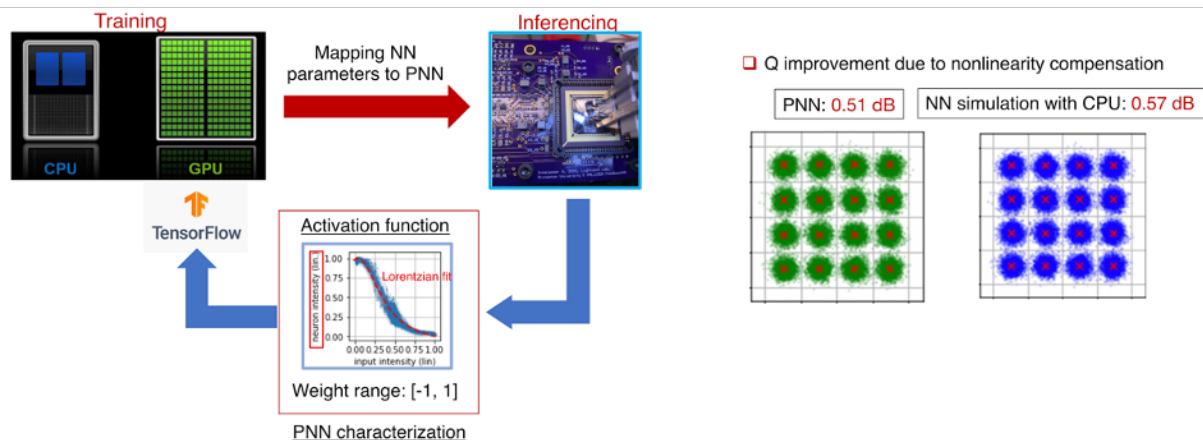 Training
CPU
GPU
TensorFlow
Mapping NN
parameters to PNN
Inferencing
Activation function
neuron intensity (lin.)
1.00
0.75
0.50
0.25
0.00
Lorentzian fit
0.00 0.25 0.50 0.75 1.00
input intensity (lin)
Weight range: [-1, 1]
PNN characterization
Q improvement due to nonlinearity compensation
PNN: 0.51 dB
NN simulation with CPU: 0.57 dB